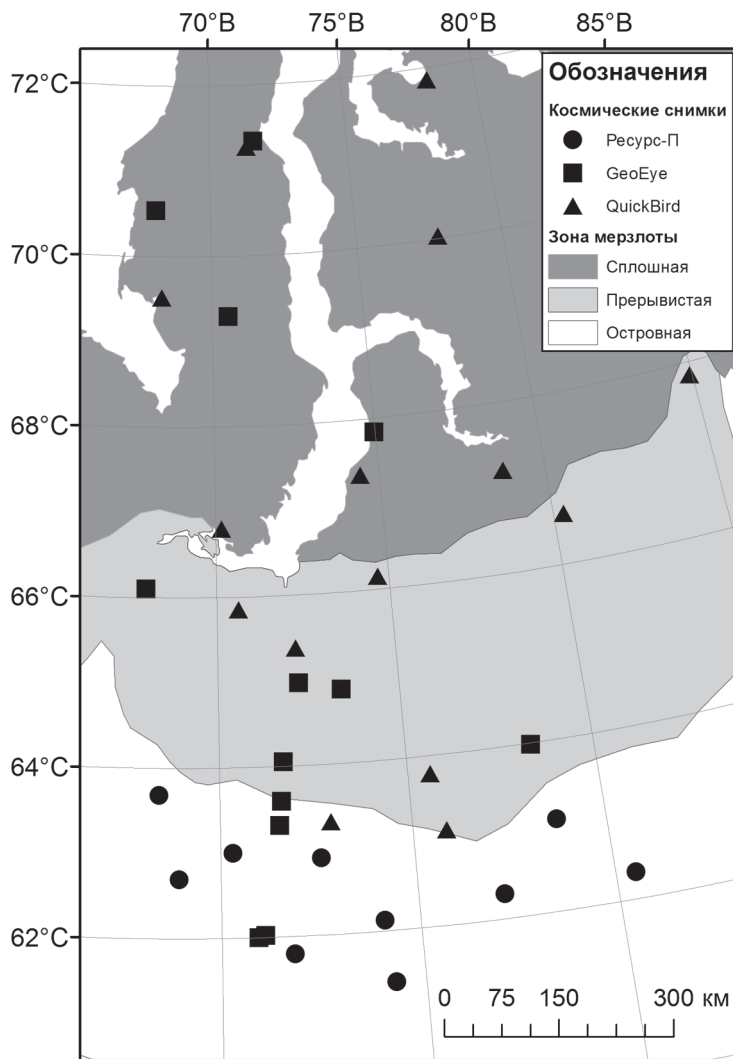 70°В 75°В 80°В 85°В
72°С
70°С
68°С
66°С
64°С
62°С
Обозначения
Космические снимки
Ресурс-П
GeoEye
QuickBird
Зона мерзлоты
Сплошная
Прерывистая
Островная
0 75 150 300 км